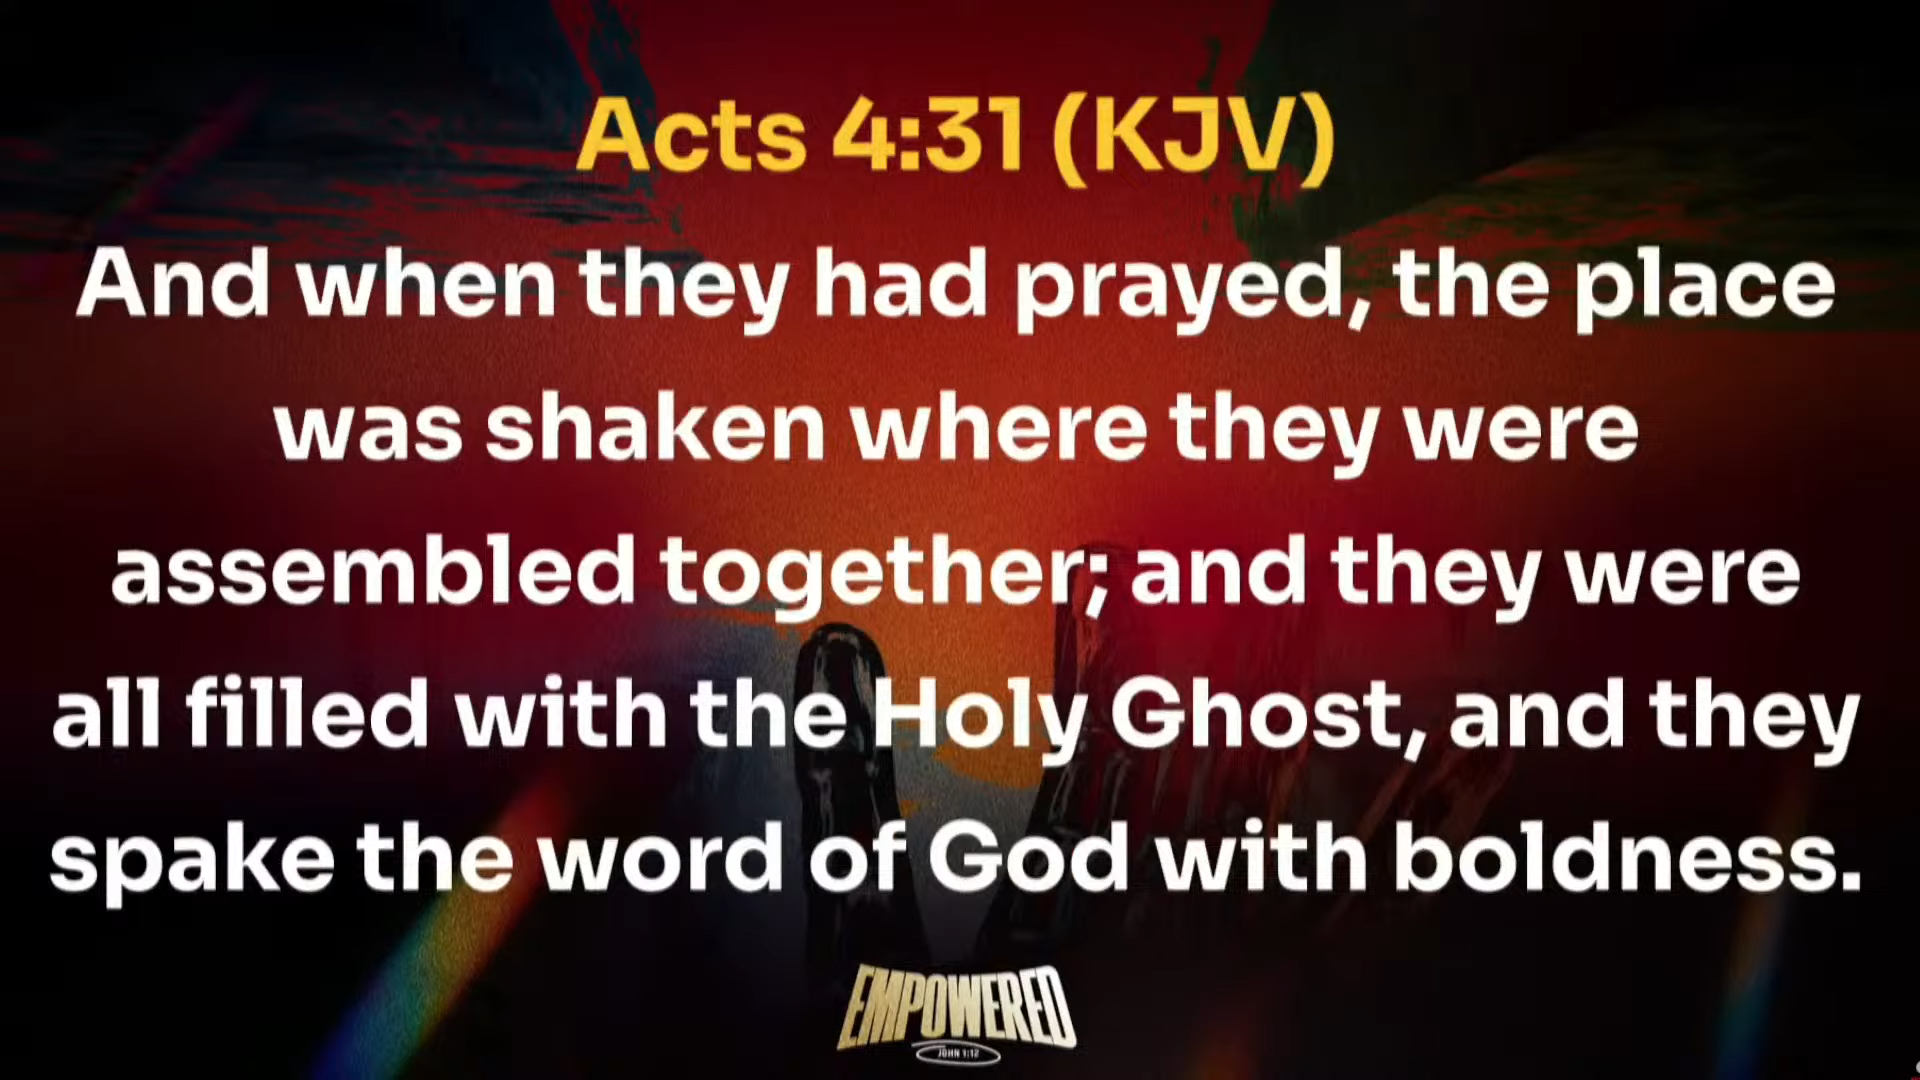 Acts 4:31 (KJV)
And when they had prayed, the place
was shaken where they were
assembled together; and they were
all filled with the Holy Ghost, and they
spake the word of God with boldness.
EMPOWERED
JOHN 1:12